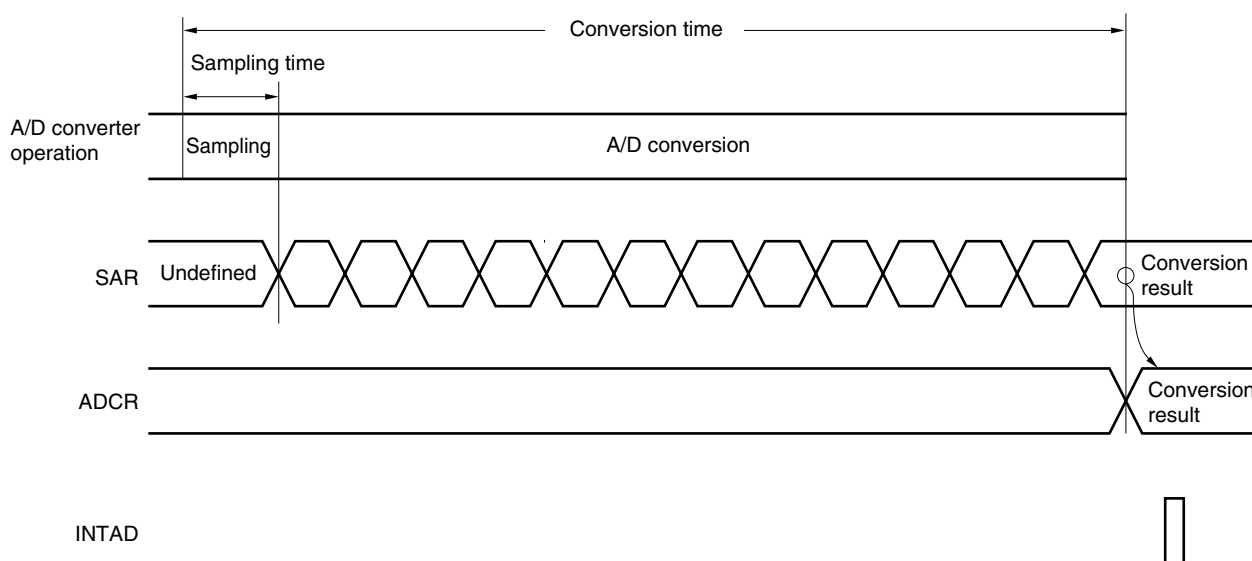 Conversion time
Sampling time
A/D converter
operation
Sampling
A/D conversion
SAR
Undefined
Conversion
result
ADCR
Conversion
result
INTAD